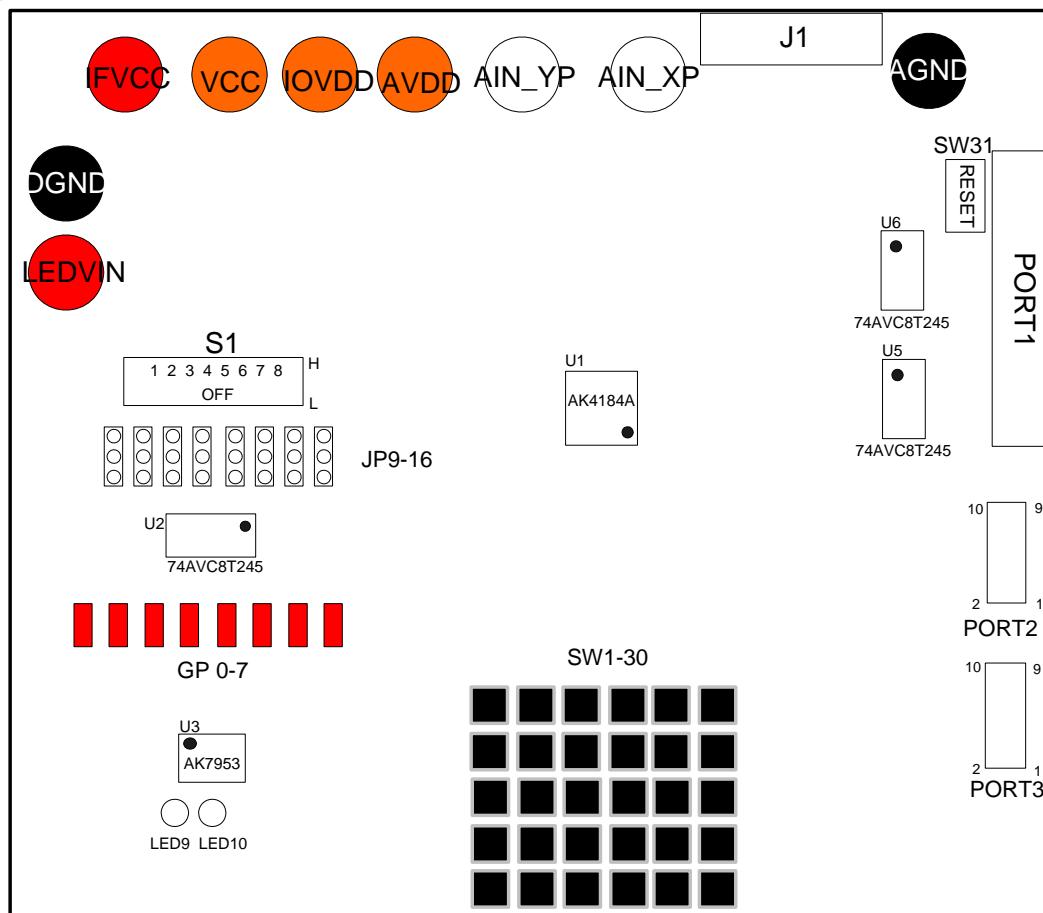 J1
IFVCC VCC IOVDD AVDD AIN_YP AIN_XP AGND
SW31
RESET
DGND
U6
74AVC8T245
PORT1
LEDVIN
S1
1 2 3 4 5 6 7 8
OFF
H
L
U1
AK4184A
U5
74AVC8T245
JP9-16
U2
74AVC8T245
10 9
2 1
PORT2
GP 0-7
SW1-30
10 9
2 1
PORT3
U3
AK7953
LED9 LED10